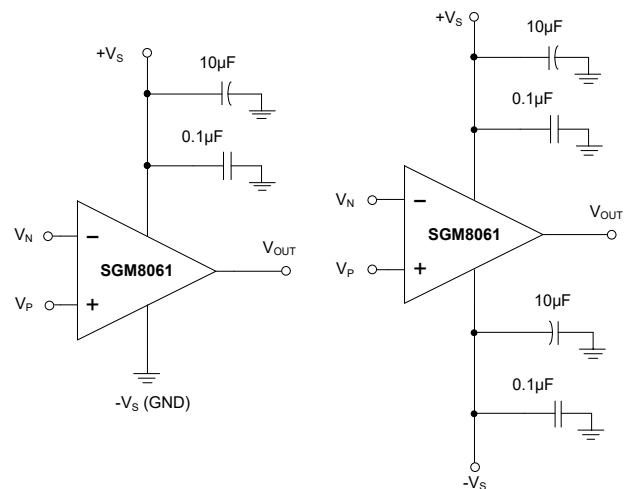 +VS
10µF
0.1µF
VN
−
SGM8061
VP
+
VOUT
-VS (GND)
+VS
10µF
0.1µF
VN
−
SGM8061
VP
+
VOUT
10µF
0.1µF
-VS